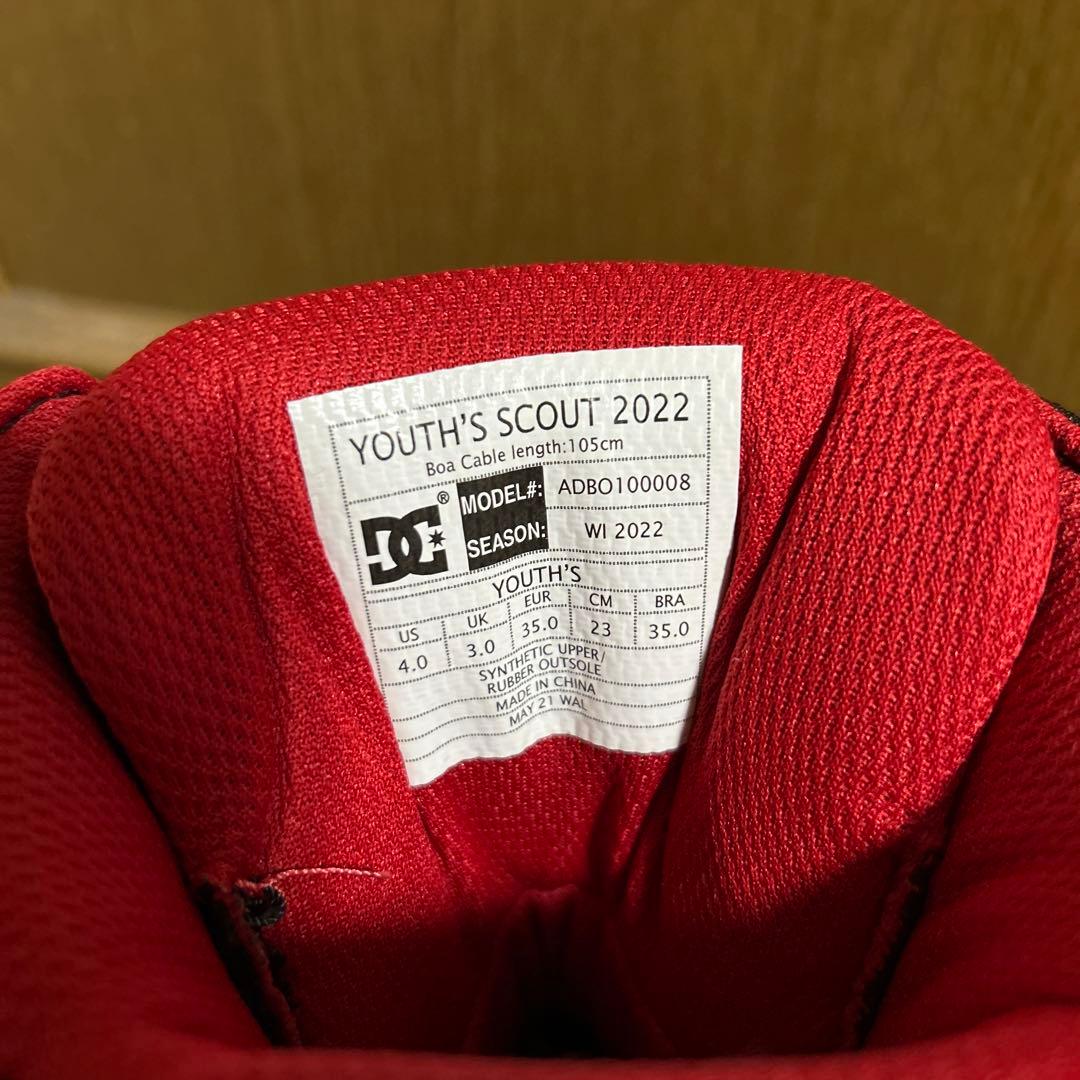 YOUTH'S SCOUT 2022
Boa Cable length:105cm
DC®
MODEL#: ADBO100008
SEASON: WI 2022
YOUTH'S
US UK EUR CM BRA
4.0 3.0 35.0 23 35.0
SYNTHETIC UPPER/
RUBBER OUTSOLE
MADE IN CHINA
MAY 21 WAL